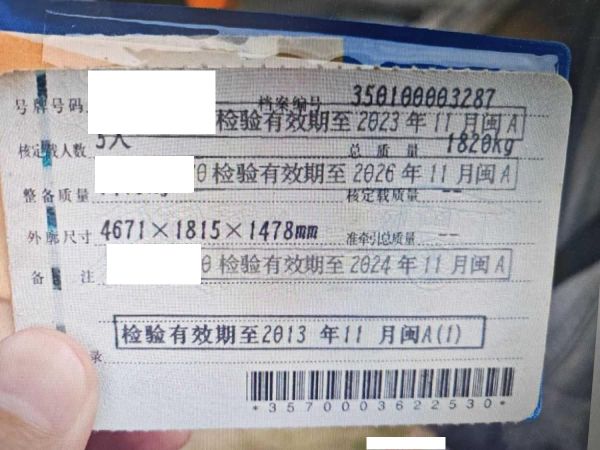 号牌号码 档案编号 350100003287
检验有效期至2023年11月闽A
核定载人数 5人 总质量 1820kg
0检验有效期至2026年11月闽A
整备质量 核定载质量 --
外廓尺寸 4671×1815×1478mm 准牵引总质量 --
备注 0检验有效期至2024年11月闽A
检验有效期至2013 年11 月闽A(1)
录
*3570003622530*